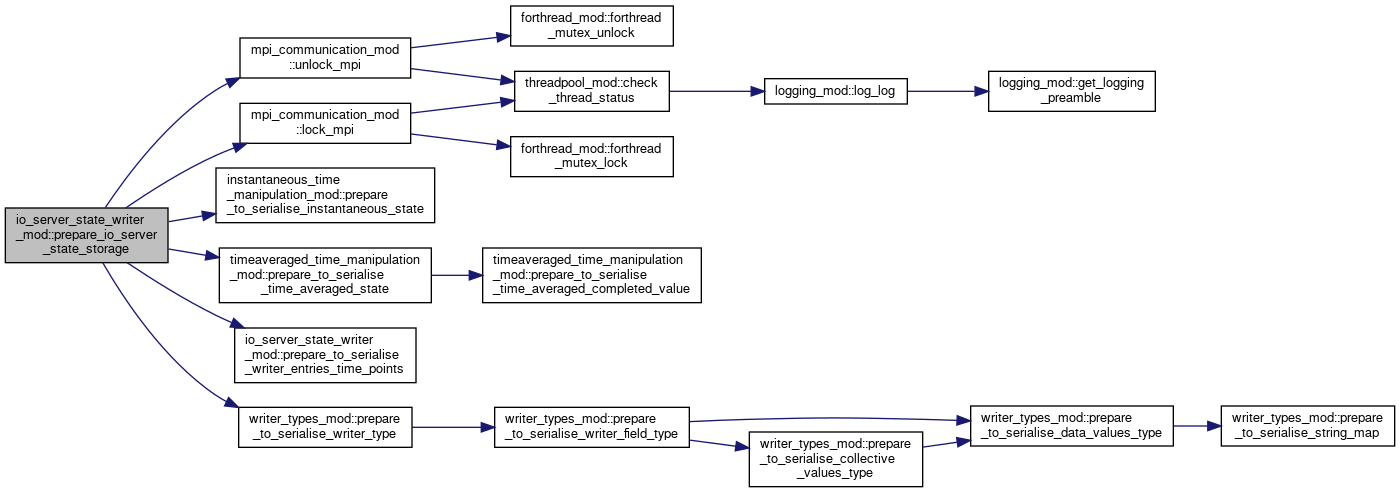 io_server_state_writer
_mod::prepare_io_server
_state_storage
mpi_communication_mod
::unlock_mpi
forthread_mod::forthread
_mutex_unlock
threadpool_mod::check
_thread_status
logging_mod::log_log
logging_mod::get_logging
_preamble
mpi_communication_mod
::lock_mpi
forthread_mod::forthread
_mutex_lock
instantaneous_time
_manipulation_mod::prepare
_to_serialise_instantaneous_state
timeaveraged_time_manipulation
_mod::prepare_to_serialise
_time_averaged_state
timeaveraged_time_manipulation
_mod::prepare_to_serialise
_time_averaged_completed_value
io_server_state_writer
_mod::prepare_to_serialise
_writer_entries_time_points
writer_types_mod::prepare
_to_serialise_writer_type
writer_types_mod::prepare
_to_serialise_writer_field_type
writer_types_mod::prepare
_to_serialise_collective
_values_type
writer_types_mod::prepare
_to_serialise_data_values_type
writer_types_mod::prepare
_to_serialise_string_map